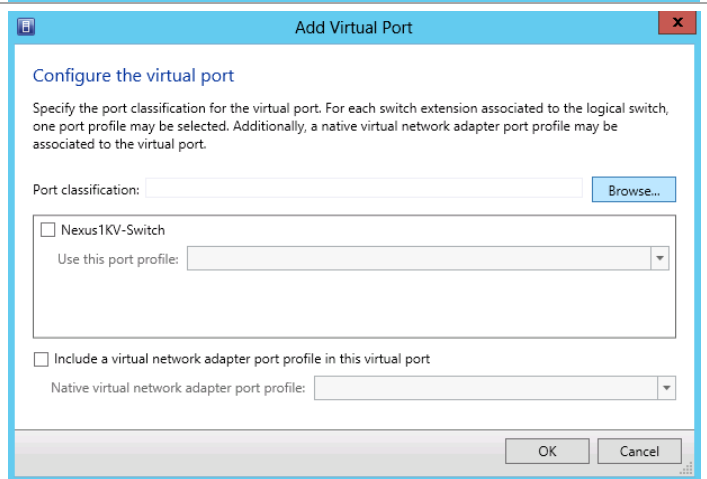 Add Virtual Port
x
Configure the virtual port
Specify the port classification for the virtual port. For each switch extension associated to the logical switch,
one port profile may be selected. Additionally, a native virtual network adapter port profile may be
associated to the virtual port.
Port classification:
Browse...
Nexus1KV-Switch
Use this port profile:
Include a virtual network adapter port profile in this virtual port
Native virtual network adapter port profile:
OK
Cancel